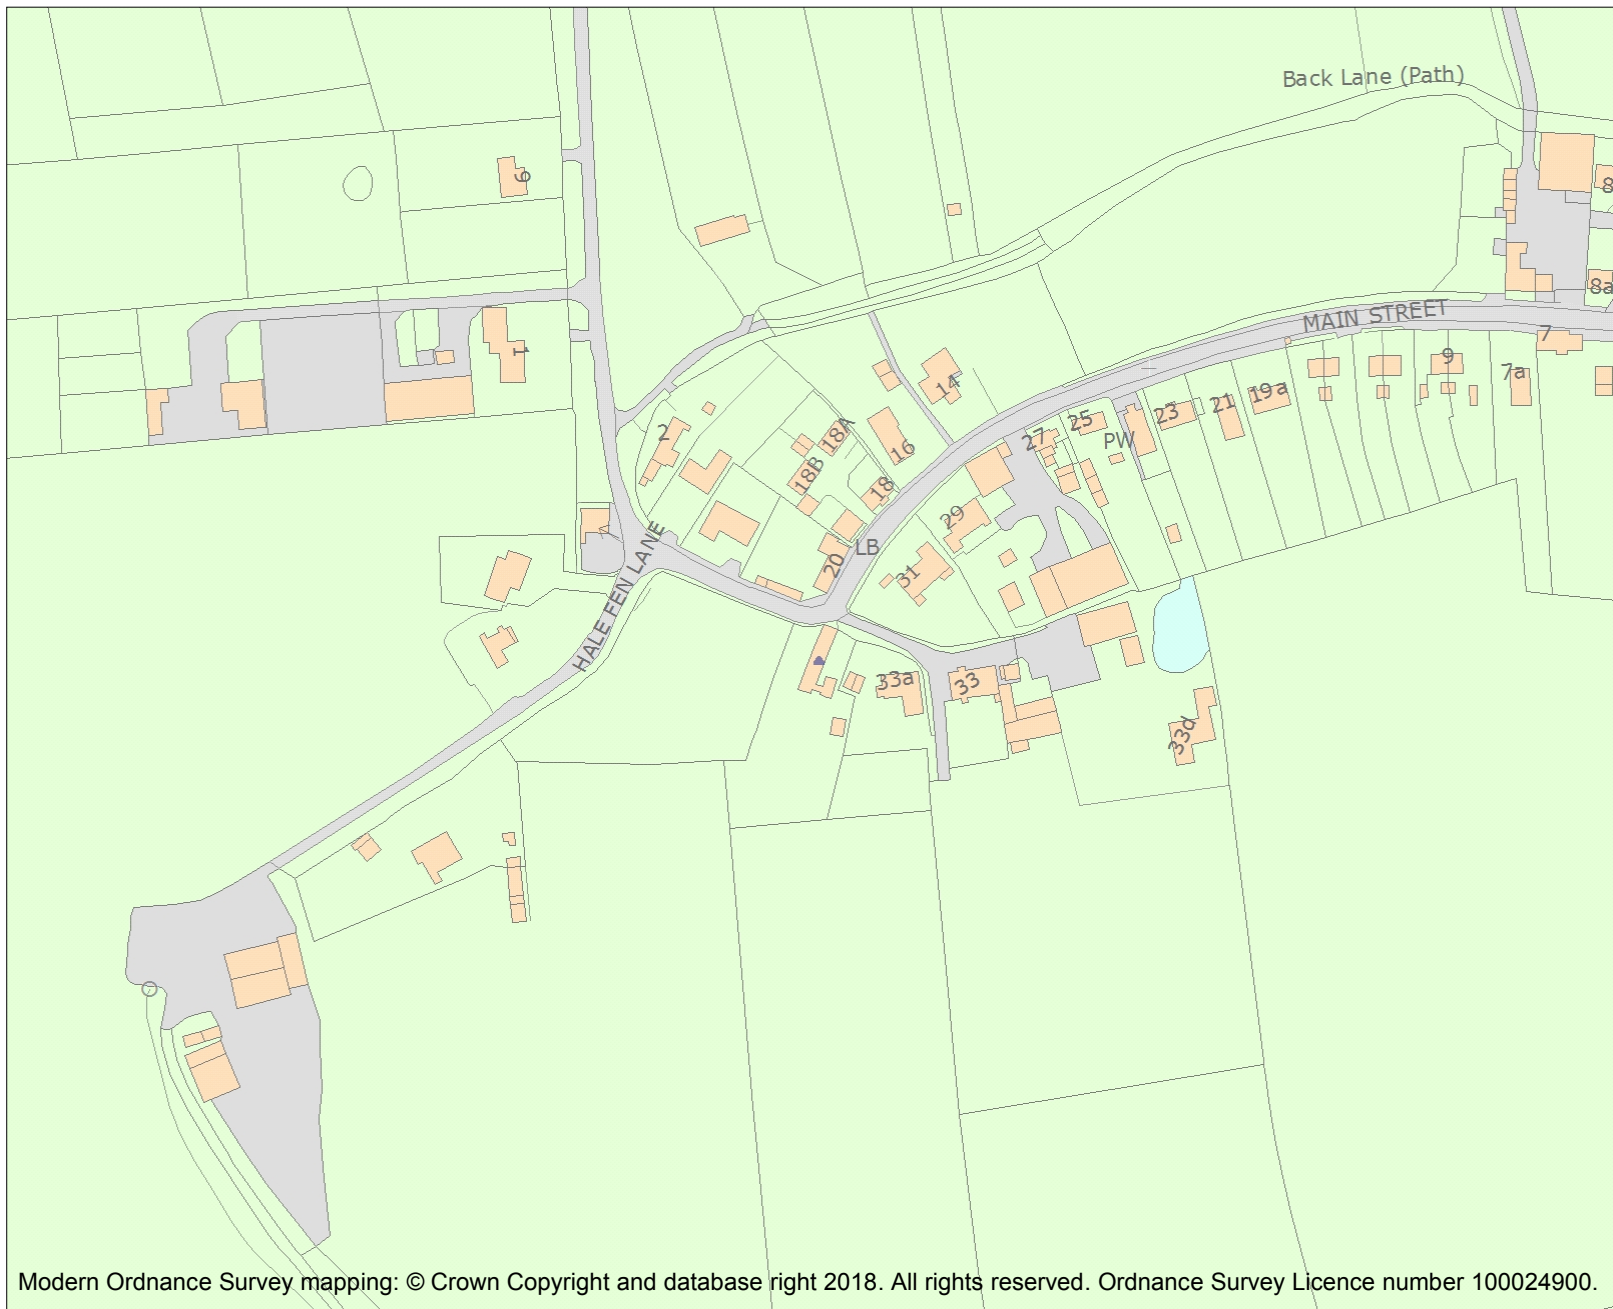 Back Lane (Path)
6
8
8a
MAIN STREET
7
1
9
7a
14
19a
21
23
25
PW
27
2
18A
16
18B
18
29
LB
20
31
HALE FEN LANE
33a
33
33d
Modern Ordnance Survey mapping: © Crown Copyright and database right 2018. All rights reserved. Ordnance Survey Licence number 100024900.